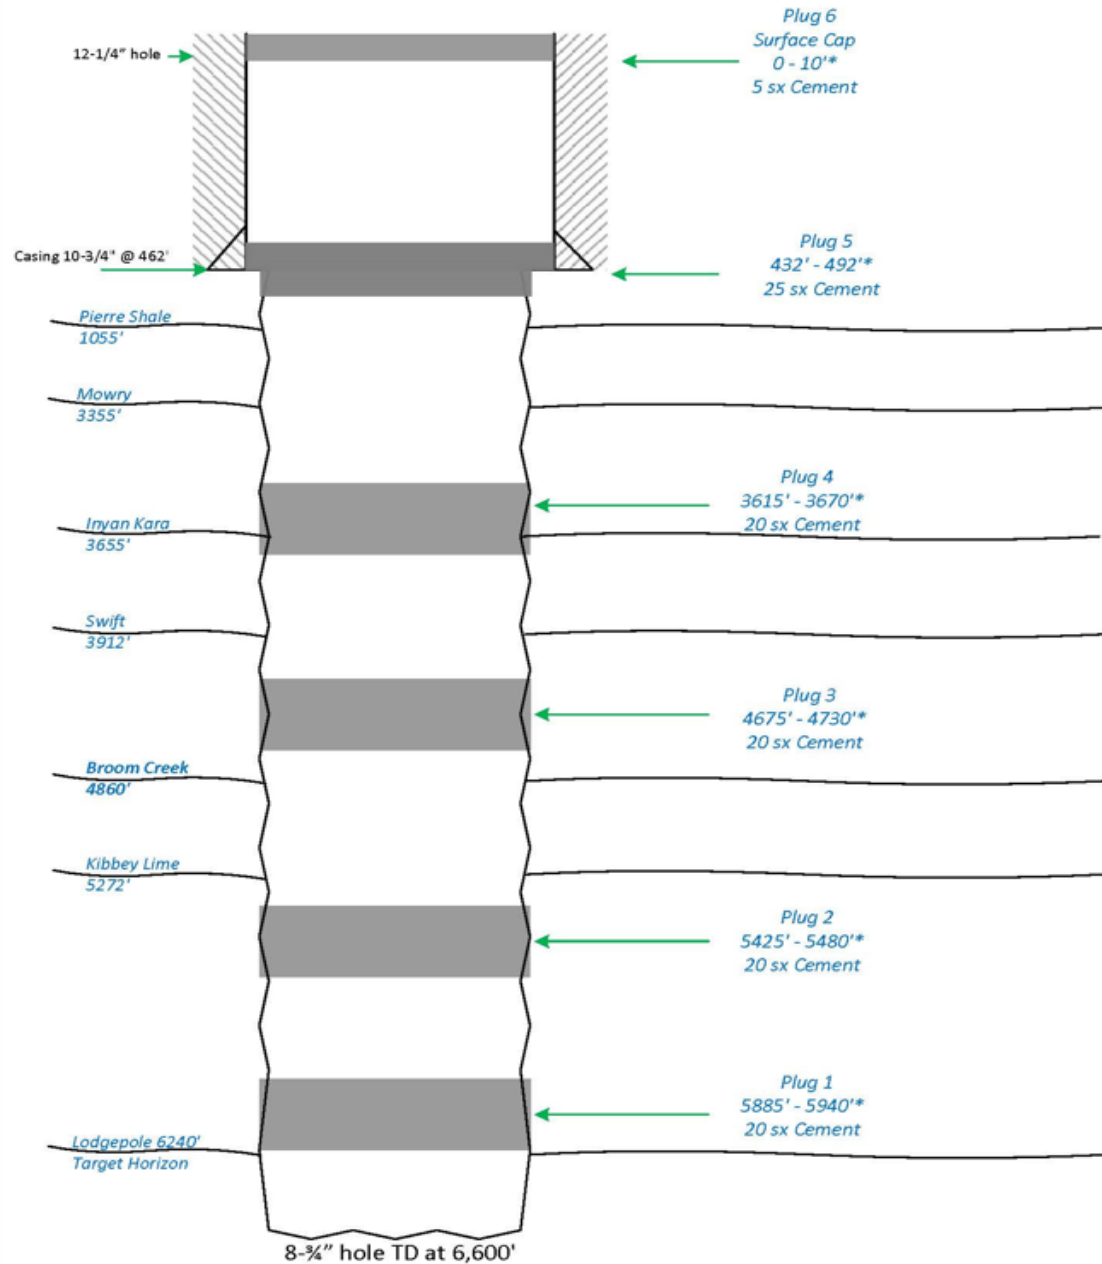 Plug 6
Surface Cap
0 - 10'*
5 sx Cement
12-1/4” hole
Plug 5
432' - 492'*
25 sx Cement
Casing 10-3/4" @ 462'
Pierre Shale
1055'
Mowry
3355'
Plug 4
3615' - 3670'*
20 sx Cement
Inyan Kara
3655'
Swift
3912'
Plug 3
4675' - 4730'*
20 sx Cement
Broom Creek
4860'
Kibbey Lime
5272'
Plug 2
5425' - 5480'*
20 sx Cement
Plug 1
5885' - 5940'*
20 sx Cement
Lodgepole 6240'
Target Horizon
8-¾” hole TD at 6,600'